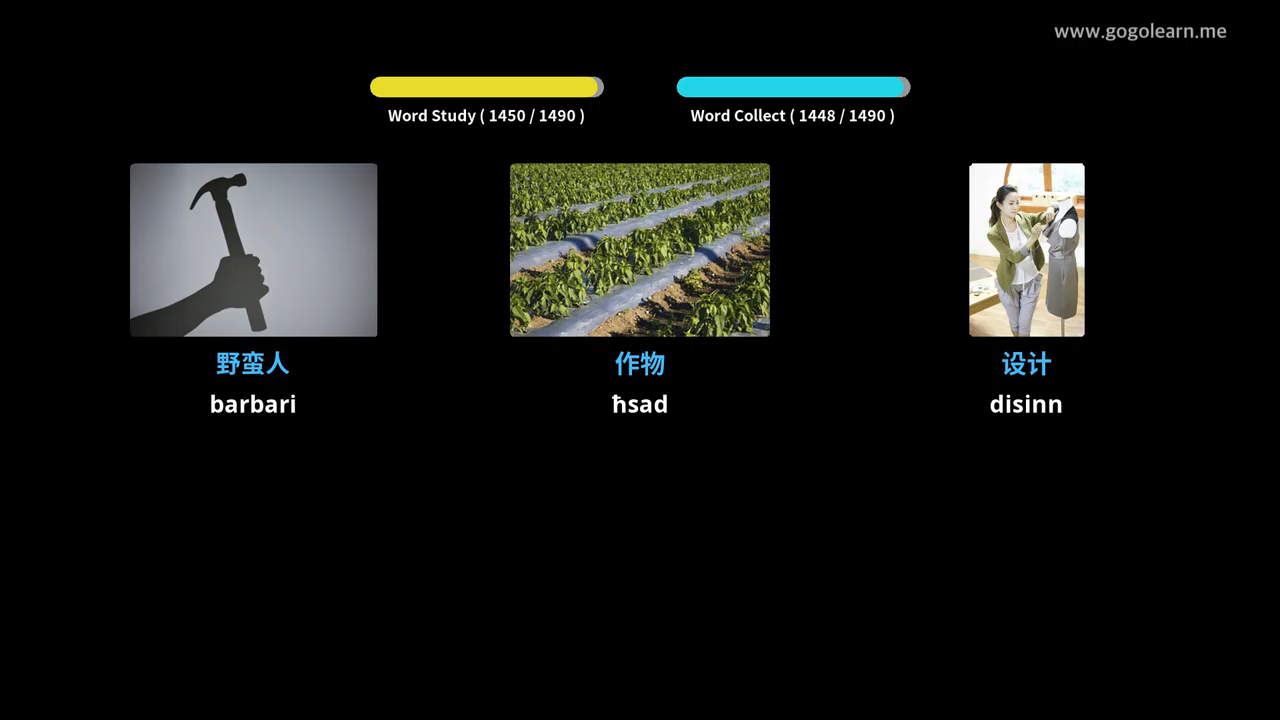 www.gogolearn.me
Word Study ( 1450 / 1490 )
Word Collect ( 1448 / 1490 )
野蛮人
作物
设计
barbari
ħsad
disinn